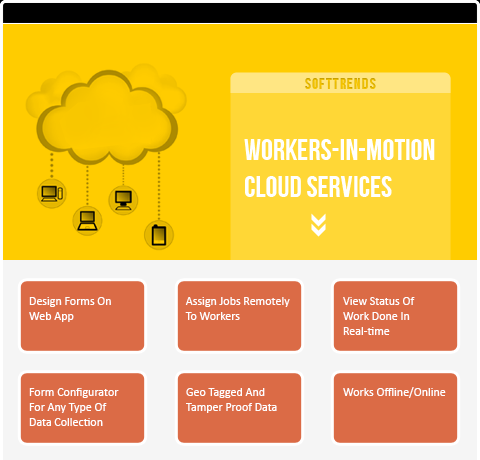 SOFTTRENDS
WORKERS-IN-MOTION
CLOUD SERVICES
Design Forms On
Web App
Assign Jobs Remotely
To Workers
View Status Of
Work Done In
Real-time
Form Configurator
For Any Type Of
Data Collection
Geo Tagged And
Tamper Proof Data
Works Offline/Online